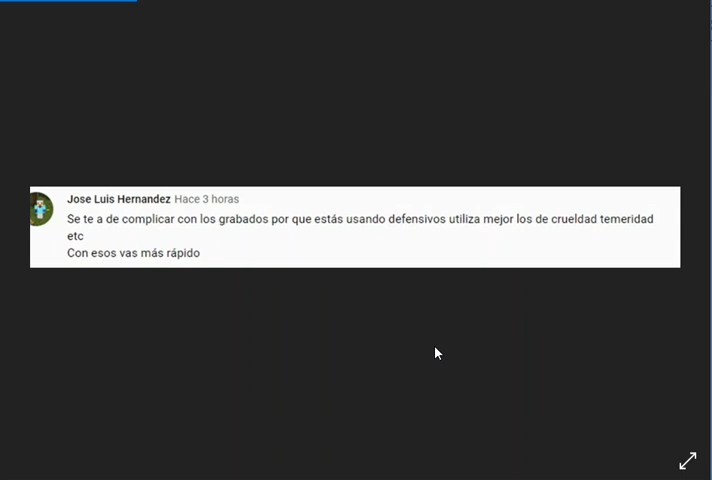 Jose Luis Hernandez Hace 3 horas
Se te a de complicar con los grabados por que estás usando defensivos utiliza mejor los de crueldad temeridad
etc
Con esos vas más rápido